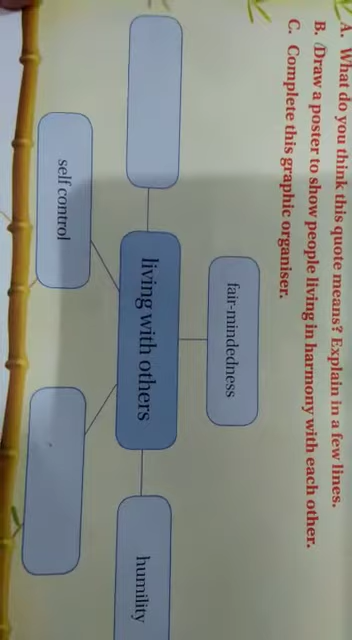 A. What do you think this quote means? Explain in a few lines.
B. Draw a poster to show people living in harmony with each other.
C. Complete this graphic organiser.
fair-mindedness
living with others
humility
self control